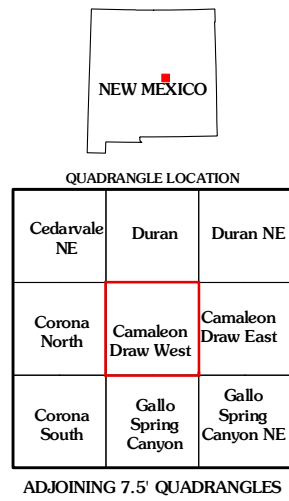 NEW MEXICO
QUADRANGLE LOCATION
Cedarvale
NE
Duran
Duran NE
Corona
North
Camaleon
Draw West
Camaleon
Draw East
Corona
South
Gallo
Spring
Canyon
Gallo
Spring
Canyon NE
ADJOINING 7.5' QUADRANGLES